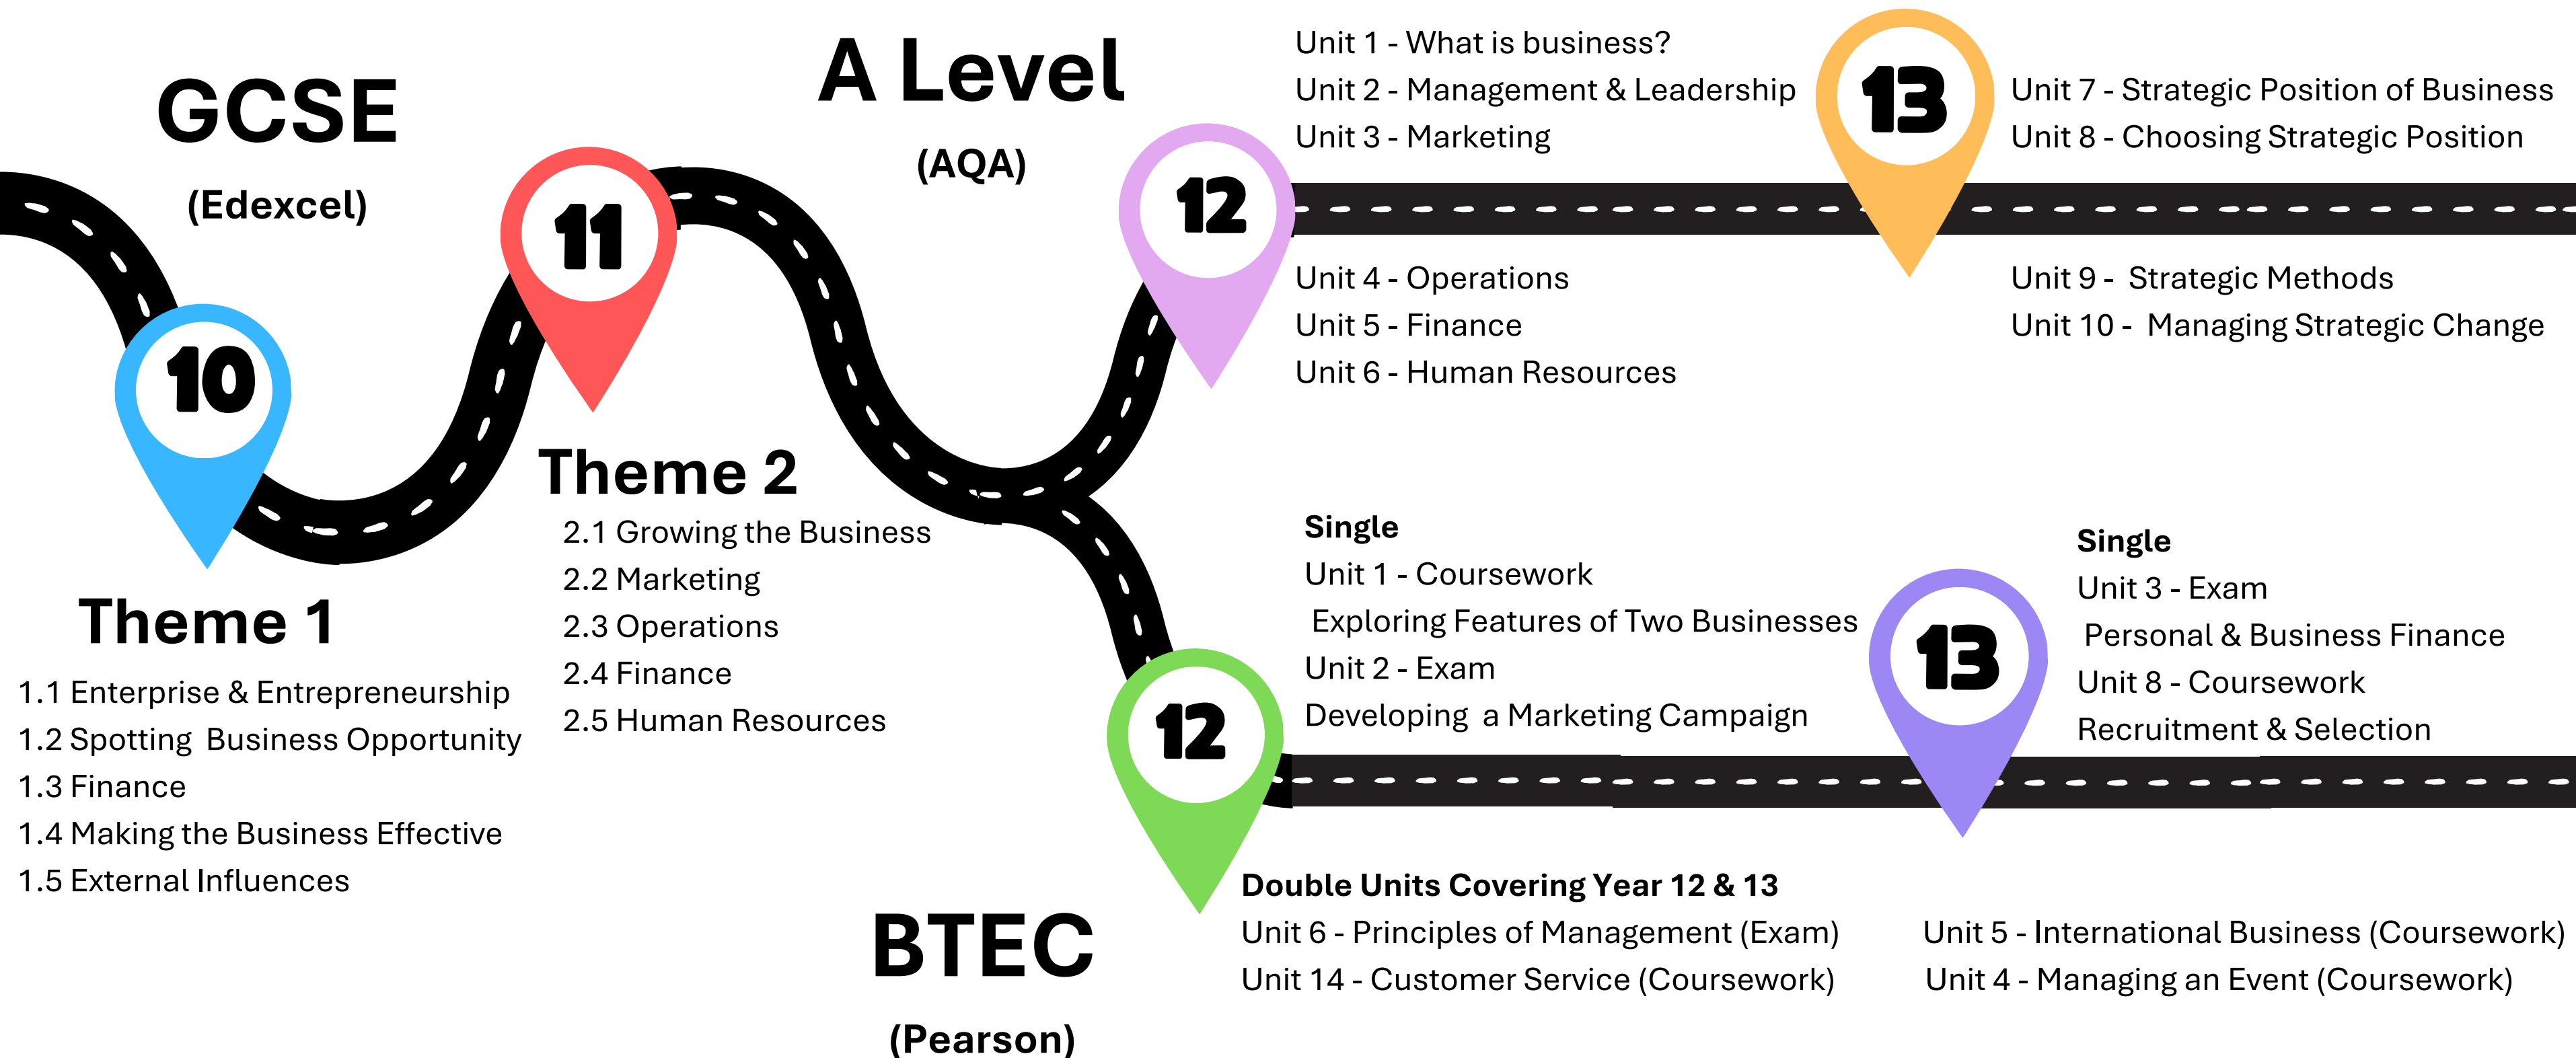 GCSE
(Edexcel)
10
Theme 1
1.1 Enterprise & Entrepreneurship
1.2 Spotting Business Opportunity
1.3 Finance
1.4 Making the Business Effective
1.5 External Influences
11
Theme 2
2.1 Growing the Business
2.2 Marketing
2.3 Operations
2.4 Finance
2.5 Human Resources
A Level
(AQA)
12
Unit 1 - What is business?
Unit 2 - Management & Leadership
Unit 3 - Marketing
Unit 4 - Operations
Unit 5 - Finance
Unit 6 - Human Resources
13
Unit 7 - Strategic Position of Business
Unit 8 - Choosing Strategic Position
Unit 9 - Strategic Methods
Unit 10 - Managing Strategic Change
BTEC
(Pearson)
12
Single
Unit 1 - Coursework
Exploring Features of Two Businesses
Unit 2 - Exam
Developing a Marketing Campaign
13
Single
Unit 3 - Exam
Personal & Business Finance
Unit 8 - Coursework
Recruitment & Selection
Double Units Covering Year 12 & 13
Unit 6 - Principles of Management (Exam)
Unit 14 - Customer Service (Coursework)
Unit 5 - International Business (Coursework)
Unit 4 - Managing an Event (Coursework)